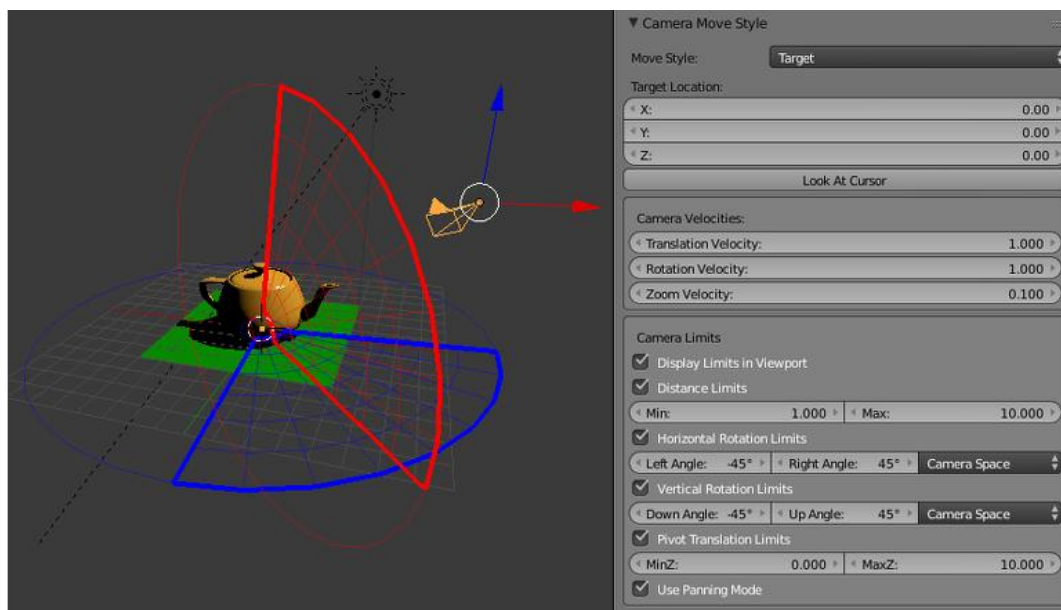 Camera Move Style
Move Style: Target
Target Location:
X: 0.00
Y: 0.00
Z: 0.00
Look At Cursor
Camera Velocities:
Translation Velocity: 1.000
Rotation Velocity: 1.000
Zoom Velocity: 0.100
Camera Limits
Display Limits in Viewport
Distance Limits
Min: 1.000 Max: 10.000
Horizontal Rotation Limits
Left Angle: -45° Right Angle: 45° Camera Space
Vertical Rotation Limits
Down Angle: -45° Up Angle: 45° Camera Space
Pivot Translation Limits
MinZ: 0.000 MaxZ: 10.000
Use Panning Mode